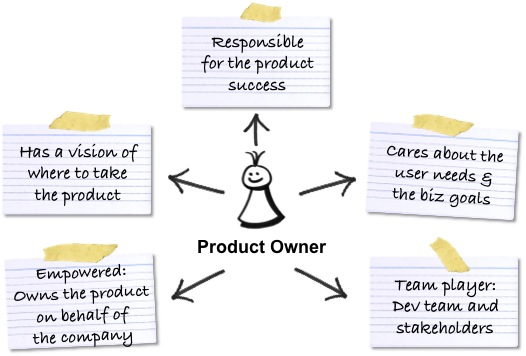 Responsible
for the product
success
Has a vision of
where to take
the product
Cares about the
user needs &
the biz goals
Product Owner
Empowered:
Owns the product
on behalf of
the company
Team player:
Dev team and
stakeholders